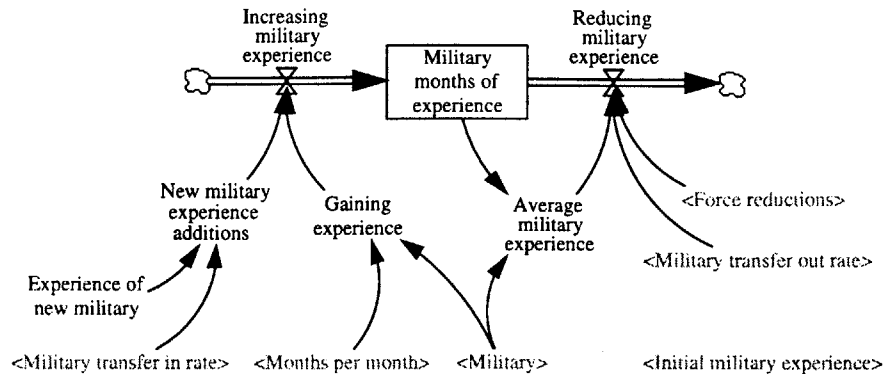 Increasing
military
experience
Military
months of
experience
Reducing
military
experience
New military
experience
additions
Gaining
experience
Average
military
experience
<Force reductions>
<Military transfer out rate>
Experience of
new military
<Military transfer in rate>
<Months per month>
<Military>
<Initial military experience>